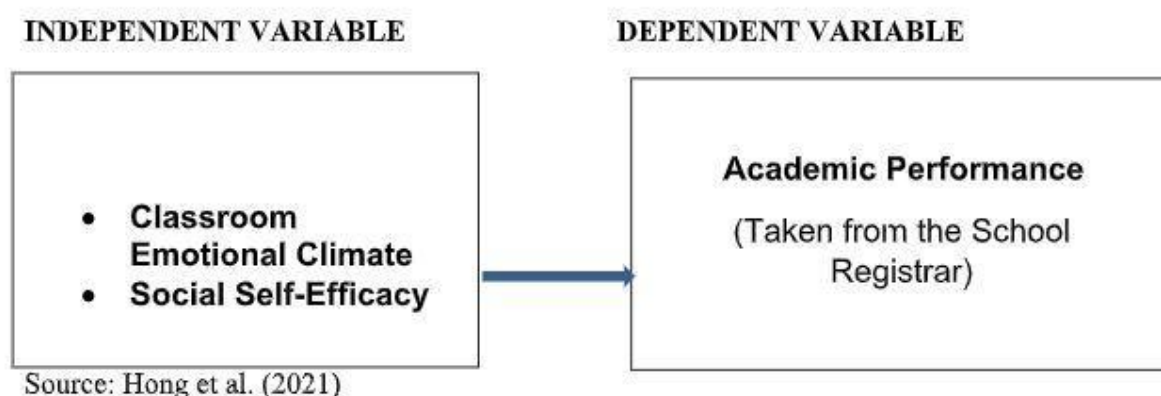 INDEPENDENT VARIABLE
DEPENDENT VARIABLE
• Classroom
Emotional Climate
• Social Self-Efficacy
Academic Performance
(Taken from the School
Registrar)
Source: Hong et al. (2021)